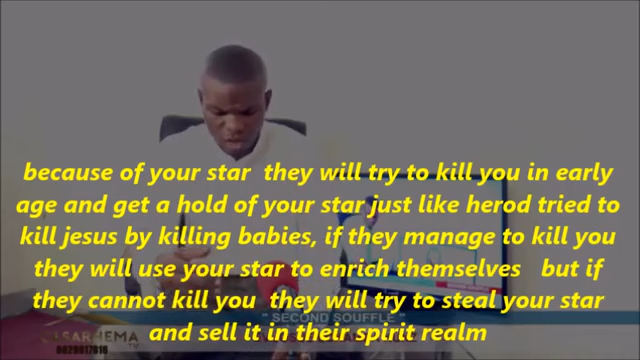 because of your star they will try to kill you in early
age and get a hold of your star just like herod tried to
kill jesus by killing babies, if they manage to kill you
they will use your star to enrich themselves but if
they cannot kill you they will try to steal your star
" SECOND SOUFFLE "
and sell it in their spirit realm